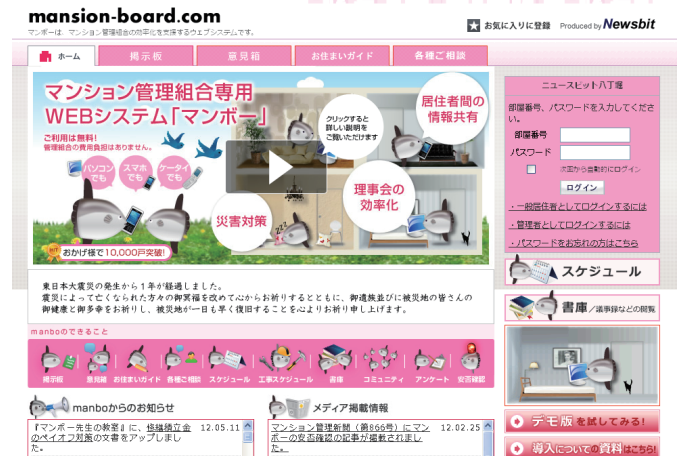 mansion-board.com
マンボーは、マンション管理組合の効率化を支援するウェブシステムです。
お気に入りに登録
Produced by Newsbit
ホーム
掲示板
意見箱
お住まいガイド
各種ご相談
マンション管理組合専用
WEBシステム「マンボー」
ご利用は無料!
管理組合の費用負担はありません。
パソコン
でも
スマホ
でも
ケータイ
でも
おかげ様で10,000戸突破!
クリックすると
詳しい説明を
ご覧いただけます
居住者間の
情報共有
理事会の
効率化
災害対策
ニュースビット八丁堀
部屋番号、パスワードを入力してくださ
い。
部屋番号
パスワード
次回から自動的にログイン
ログイン
・一般居住者としてログインするには
・管理者としてログインするには
・パスワードをお忘れの方はこちら
スケジュール
書庫/議事録などの閲覧
デモ版を試してみる!
導入についての資料はこちら!
東日本大震災の発生から1年が経過しました。
震災によって亡くなられた方々の御冥福を改めて心からお祈りするとともに、御遺族並びに被災地の皆さんの
御健康と御多幸をお祈りし、被災地が一日も早く復旧することを心よりお祈り申し上げます。
manboのできること
掲示板
意見箱
お住まいガイド
各種ご相談
スケジュール
工事スケジュール
書庫
コミュニティ
アンケート
安否確認
manboからのお知らせ
『マンボー先生の教室』に、修繕積立金
のペイオフ対策の文書をアップしまし
た。
12.05.11
メディア掲載情報
マンション管理新聞(第866号)にマン
ボーの安否確認の記事が掲載されまし
た。
12.02.25